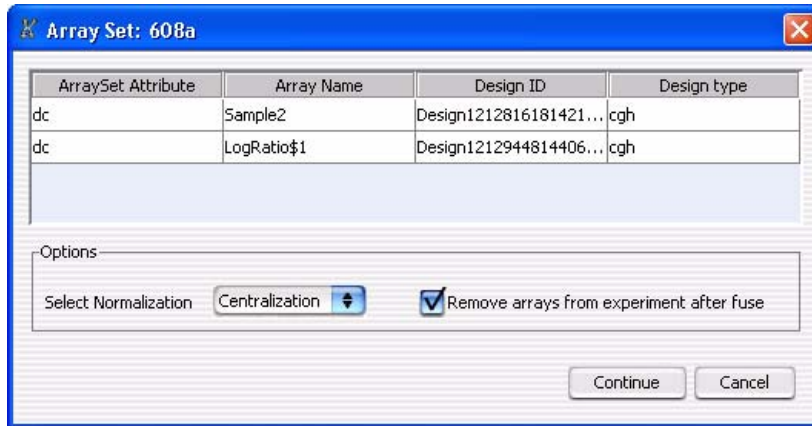 Array Set: 608a
ArraySet Attribute Array Name Design ID Design type
dc Sample2 Design1212816181421... cgh
dc LogRatio$1 Design1212944814406... cgh
Options
Select Normalization Centralization Remove arrays from experiment after fuse
Continue Cancel